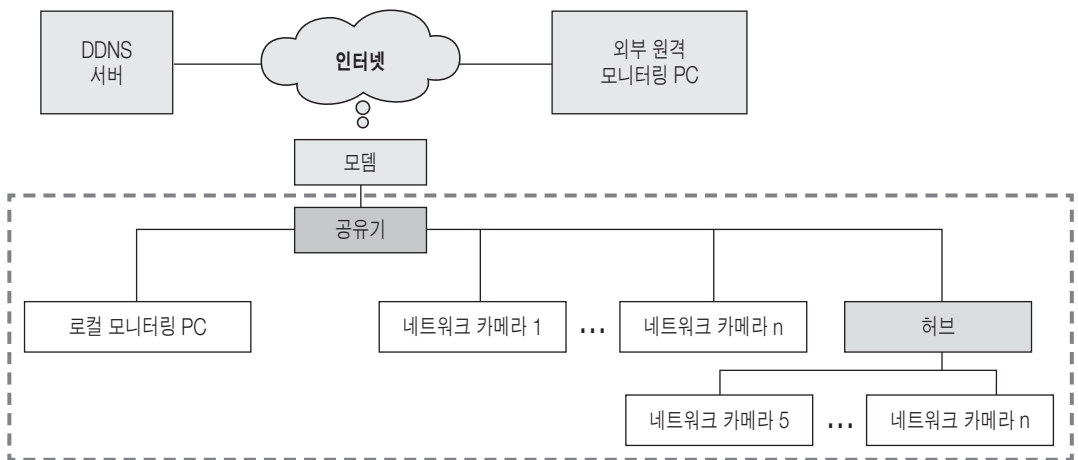 DDNS
서버
인터넷
외부 원격
모니터링 PC
모뎀
공유기
로컬 모니터링 PC
네트워크 카메라 1
...
네트워크 카메라 n
허브
네트워크 카메라 5
...
네트워크 카메라 n